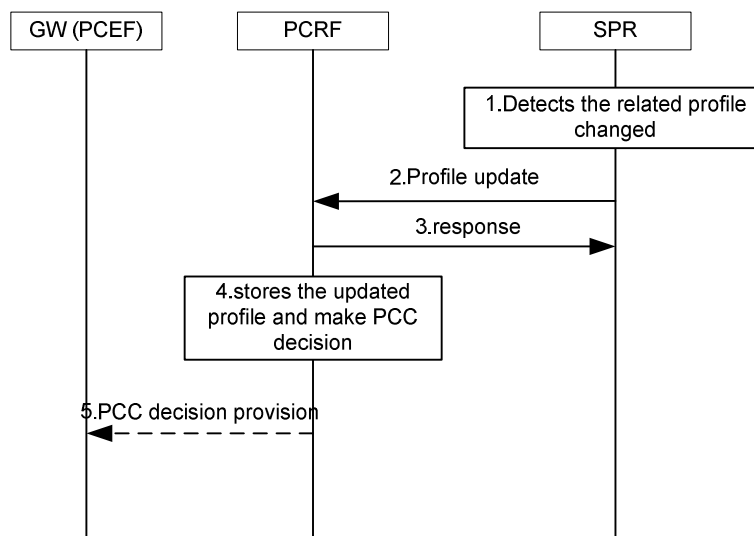 GW (PCEF)
PCRF
SPR
1.Detects the related profile
changed
2.Profile update
3.response
4.stores the updated
profile and make PCC
decision
5.PCC decision provision